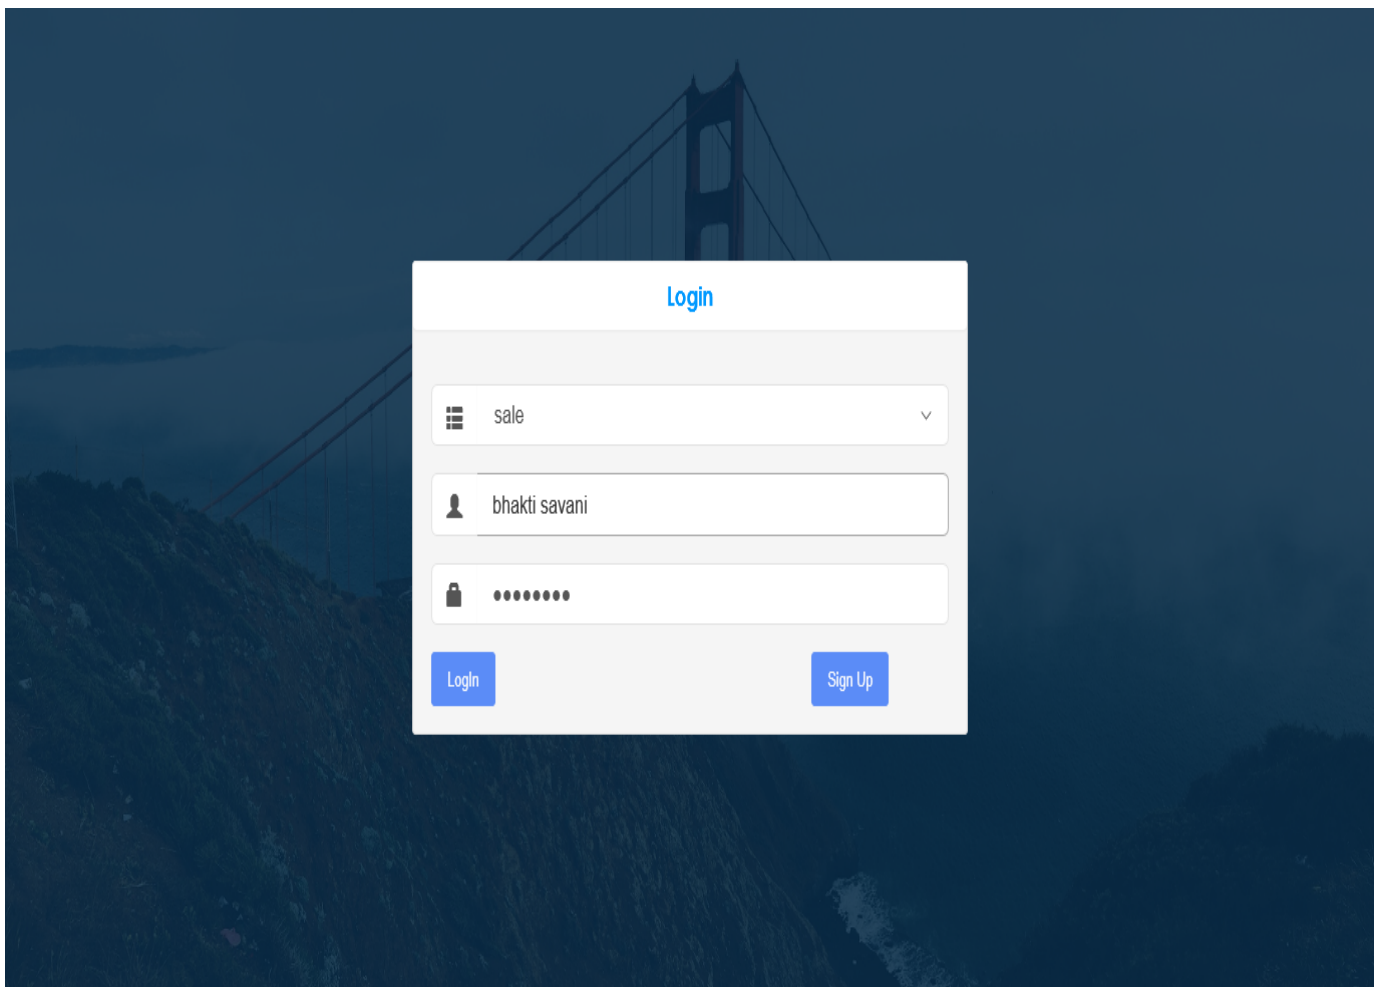 Login
sale
bhakti savani
••••••••
LogIn
Sign Up